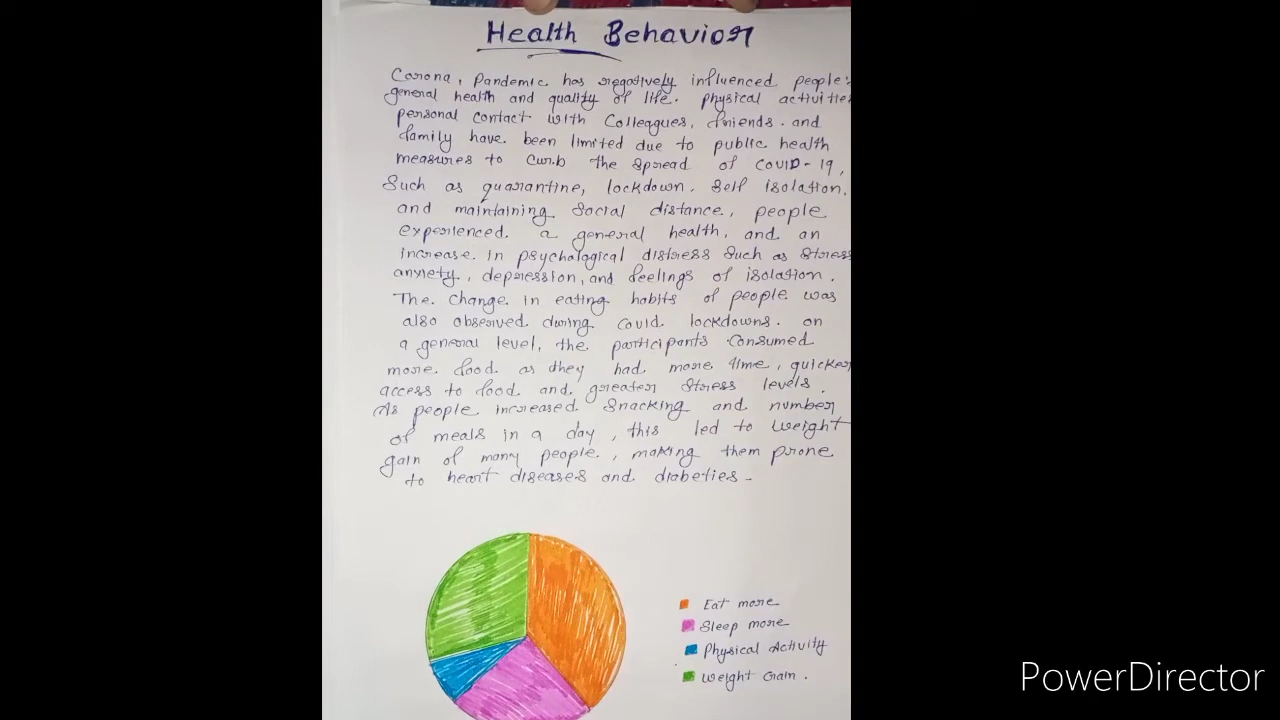 Health Behavior
Corona, Pandemic has negatively influenced people's
general health and quality of life. physical activities
personal contact with Colleagues, friends. and
family have been limited due to public health
measures to curb the spread of COVID-19,
Such as quarantine, lockdown, Self isolation,
and maintaining Social distance, people
experienced. a general health, and an
increase in psychological distress such as stress
anxiety, depression, and feelings of isolation.
The change in eating habits of people was
also observed during covid lockdowns. on
a general level, the participants consumed
more food as they had more time, quicker
access to food and greater stress levels.
As people increased Snacking and number
of meals in a day, this led to weight
gain of many people, making them prone
to heart diseases and diabeties -
Eat more
Sleep more
Physical Activity
Weight Gain.
PowerDirector